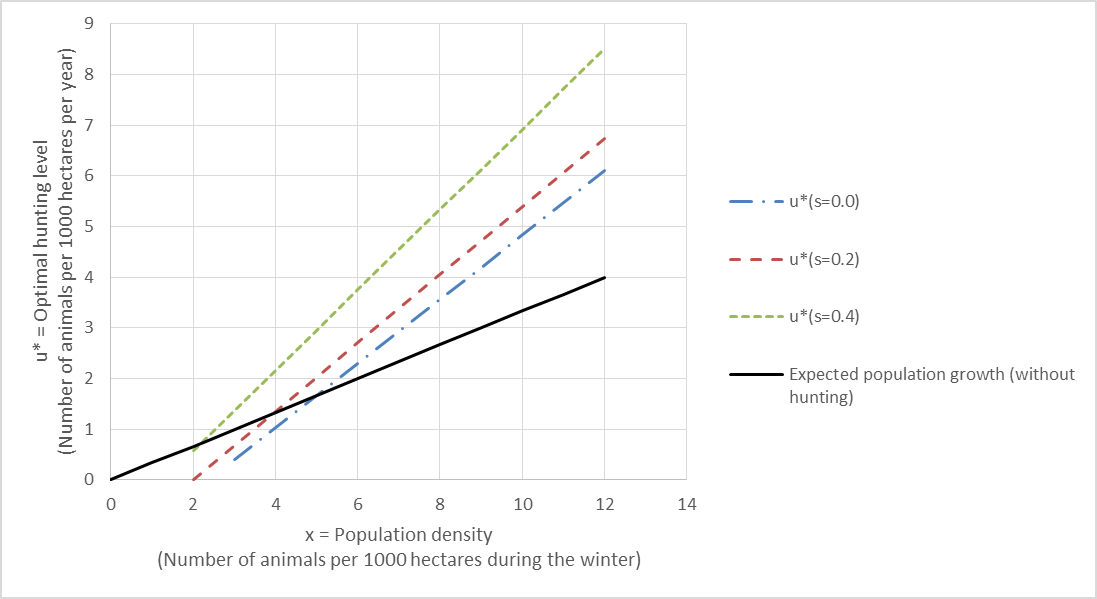 u* = Optimal hunting level
(Number of animals per 1000 hectares per year)
9
8
7
6
5
4
3
2
1
0
0 2 4 6 8 10 12 14
x = Population density
(Number of animals per 1000 hectares during the winter)
u*(s=0.0)
u*(s=0.2)
u*(s=0.4)
Expected population growth (without
hunting)